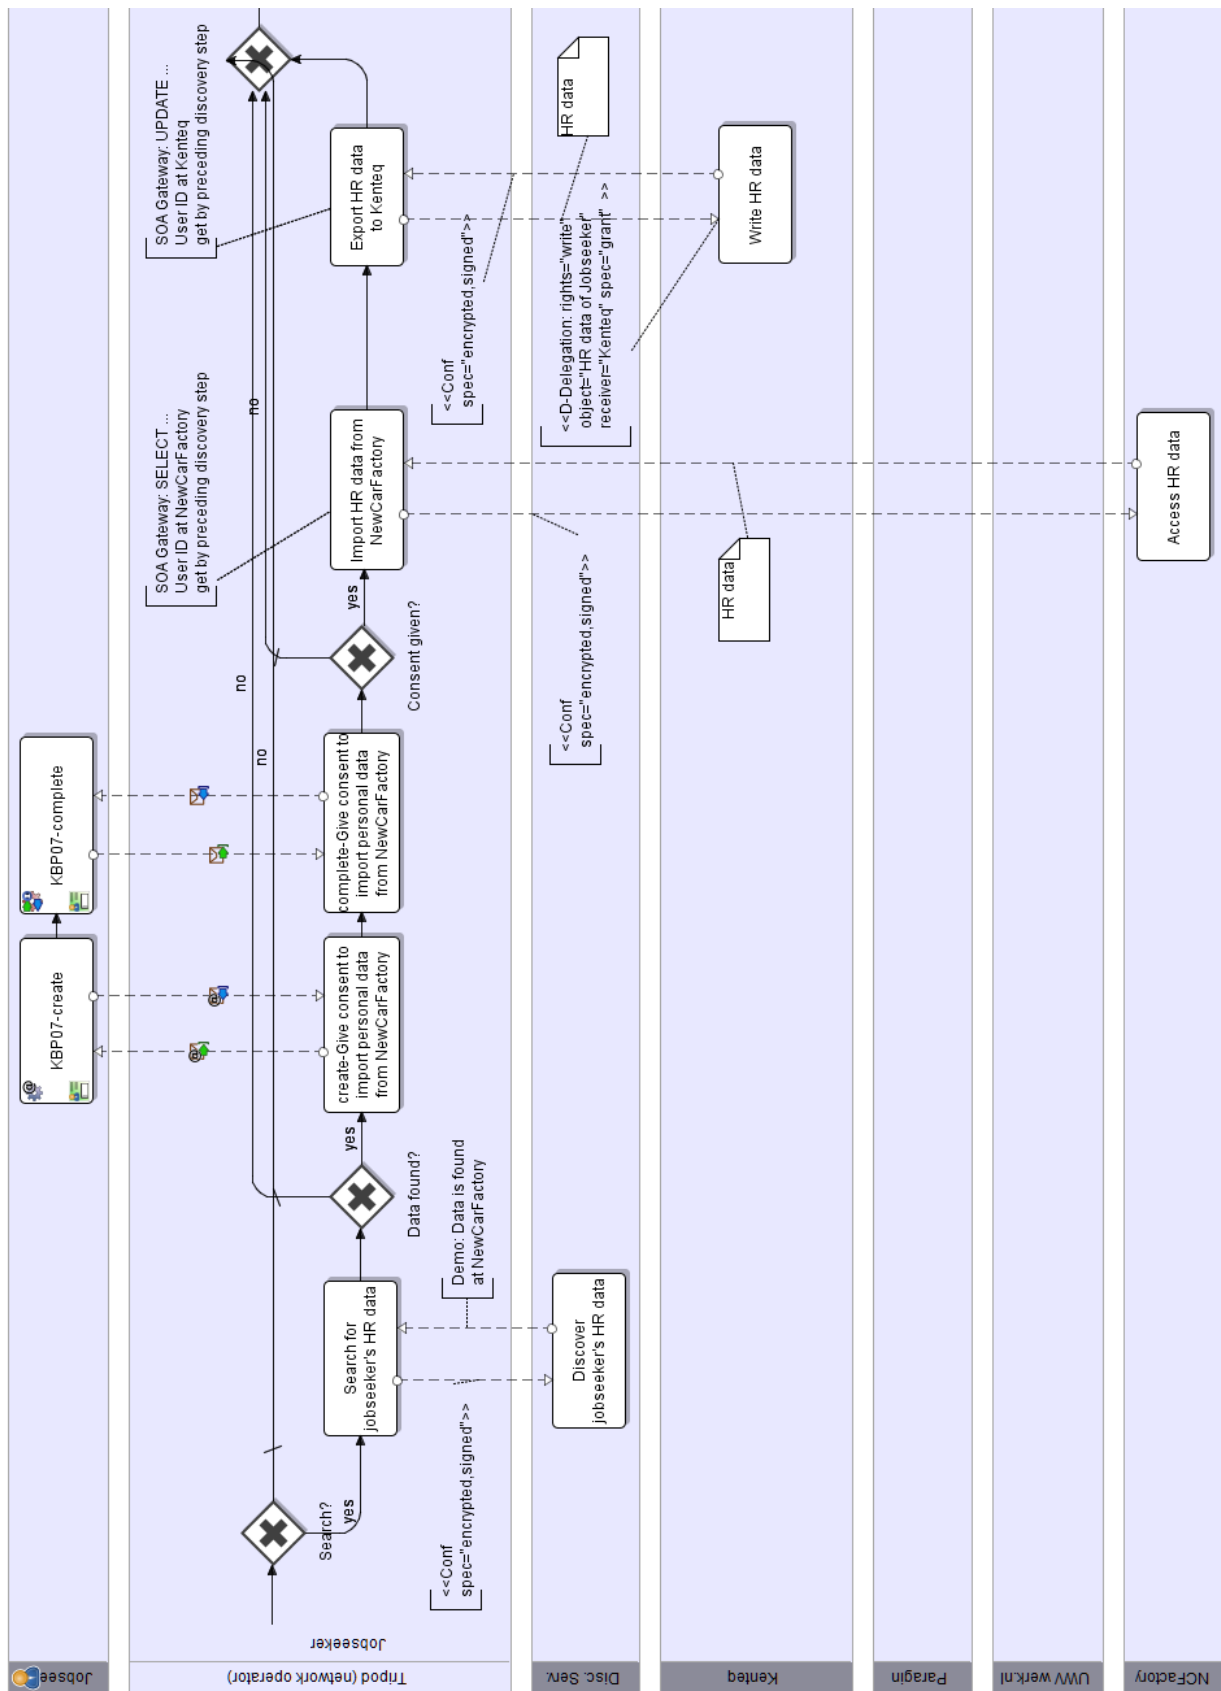 Jobsee
KBP07-create
KBP07-complete
Tripod (network operator)
Jobseeker
Search?
yes
Search for
jobseeker's HR data
Data found?
yes
no
create-Give consent to
import personal data
from NewCarFactory
complete-Give consent to
import personal data
from NewCarFactory
no
Consent given?
yes
no
SOA Gateway: SELECT ...
User ID at NewCarFactory
get by preceding discovery step
Import HR data from
NewCarFactory
SOA Gateway: UPDATE ...
User ID at Kenteq
get by preceding discovery step
Export HR data
to Kenteq
<<Conf
spec="encrypted,signed">>
Demo: Data is found
at NewCarFactory
<<Conf
spec="encrypted,signed">>
Disc. Serv.
Discover
jobseeker's HR data
<<Conf
spec="encrypted,signed">>
<<D-Delegation: rights="write"
object="HR data of Jobseeker"
receiver="Kenteq" spec="grant" >>
HR data
Kenteq
HR data
Write HR data
Paragin
UWV werk.nl
NCFactory
Access HR data